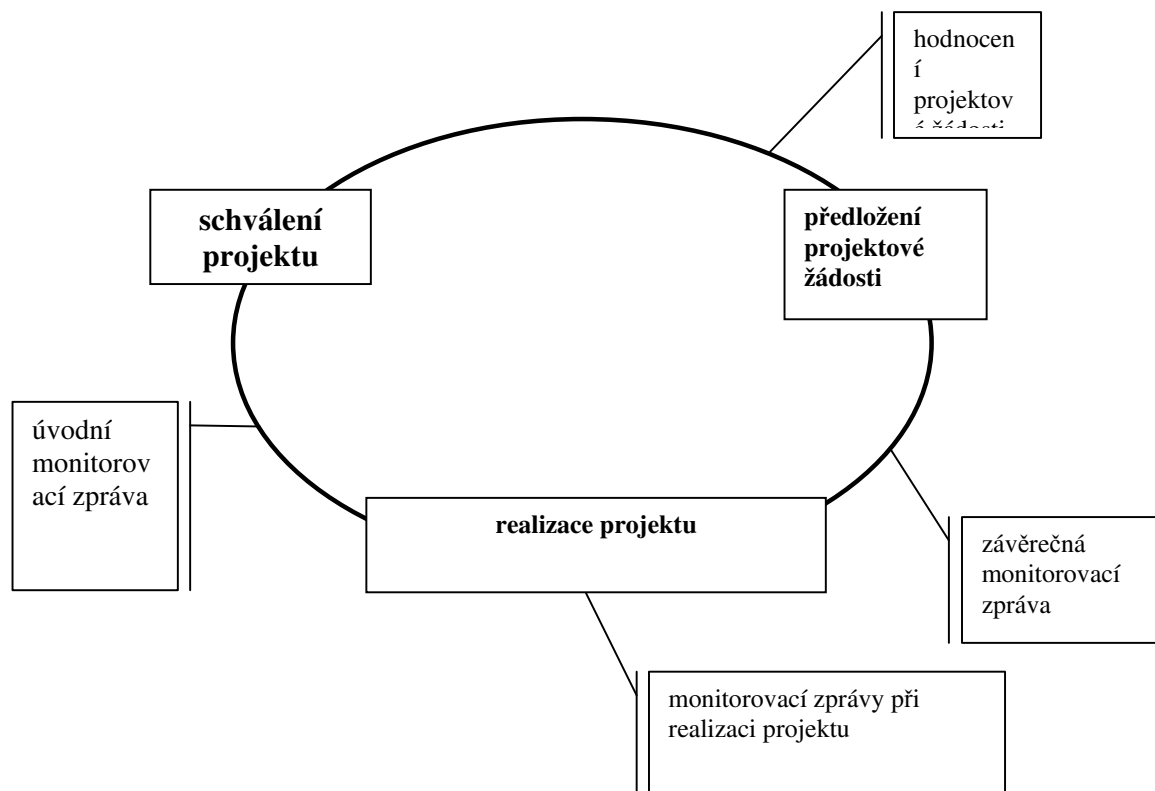 hodnocen
í
projektov
é žádosti
schválení
projektu
předložení
projektové
žádosti
úvodní
monitorov
ací zpráva
realizace projektu
závěrečná
monitorovací
zpráva
monitorovací zprávy při
realizaci projektu